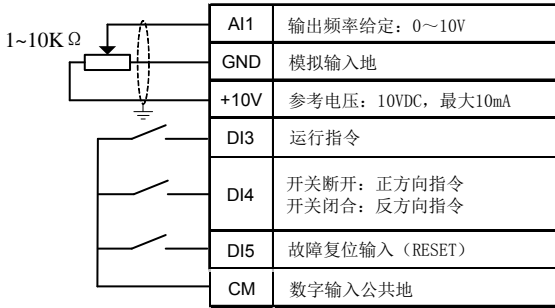 1~10KΩ
AI1 输出频率给定：0～10V
GND 模拟输入地
+10V 参考电压：10VDC，最大10mA
DI3 运行指令
DI4 开关断开：正方向指令
开关闭合：反方向指令
DI5 故障复位输入（RESET）
CM 数字输入公共地